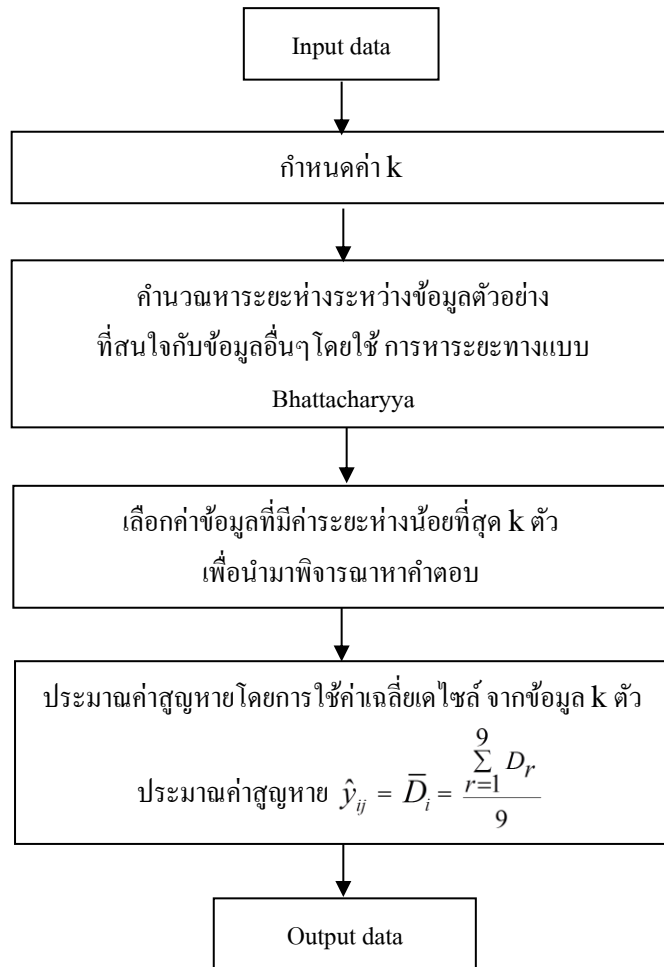 Input data
กำหนดค่า k
คำนวณหาระยะห่างระหว่างข้อมูลตัวอย่าง
ที่สนใจกับข้อมูลอื่นๆ โดยใช้ การหาระยะทางแบบ
Bhattacharyya
เลือกค่าข้อมูลที่มีค่าระยะห่างน้อยที่สุด k ตัว
เพื่อนำมาพิจารณาหาคำตอบ
ประมาณค่าสูญหายโดยการใช้ค่าเฉลี่ยเดไซล์ จากข้อมูล k ตัว
ประมาณค่าสูญหาย $\hat{y}_{ij} = \overline{D}_i = \frac{\sum_{r=1}^{9} D_r}{9}$
Output data